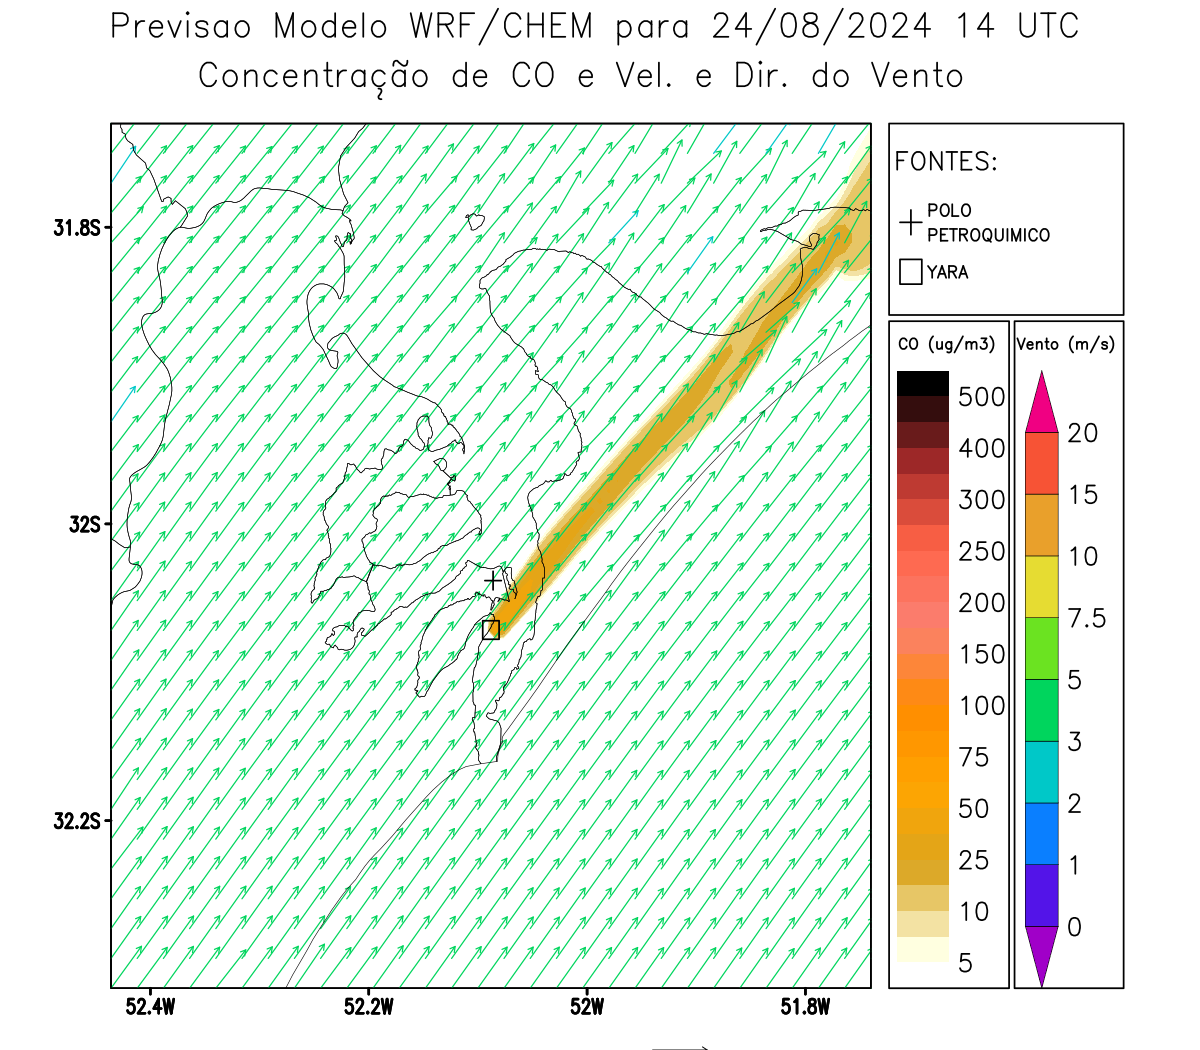 Previsao Modelo WRF/CHEM para 24/08/2024 14 UTC
Concentração de CO e Vel. e Dir. do Vento
FONTES:
POLO
PETROQUIMICO
YARA
CO (ug/m3)
500
400
300
250
200
150
100
75
50
25
10
5
Vento (m/s)
20
15
10
7.5
5
3
2
1
0
31.8S
32S
32.2S
52.4W
52.2W
52W
51.8W